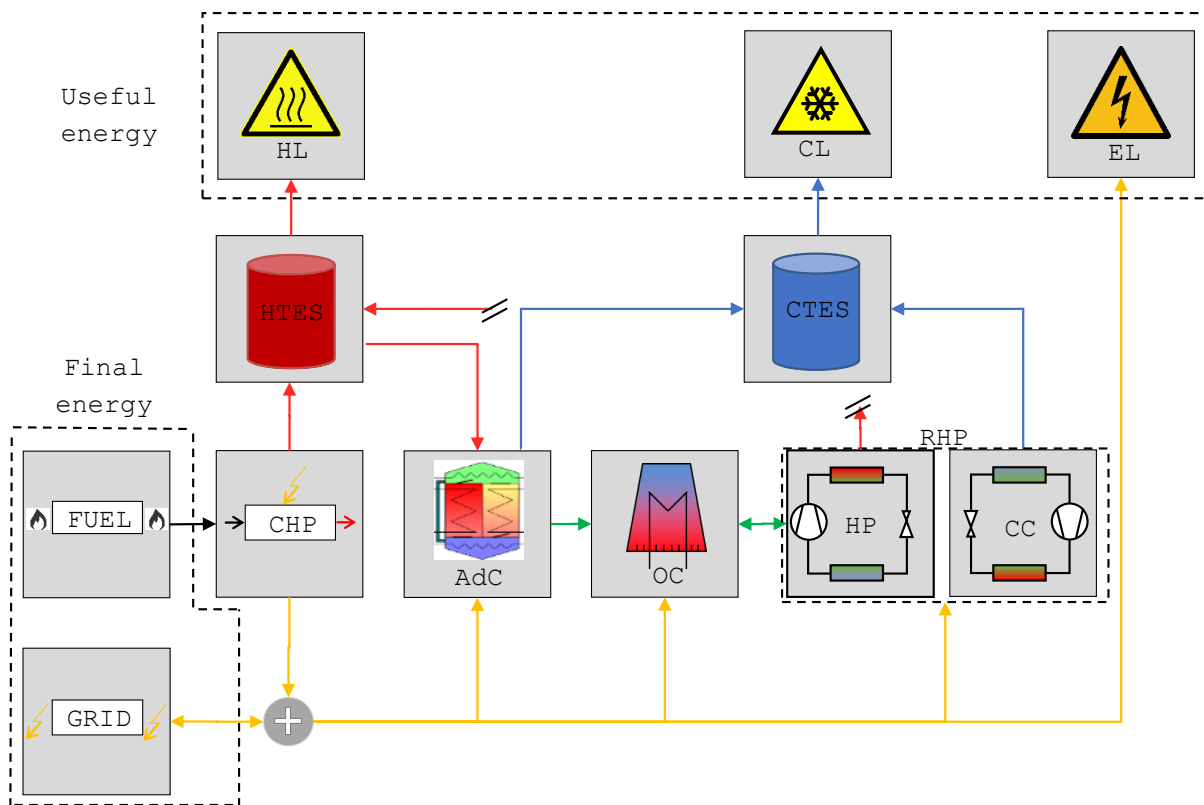 Useful
energy
HL
CL
EL
HTES
CTES
Final
energy
RHP
FUEL
CHP
AdC
OC
HP
CC
GRID